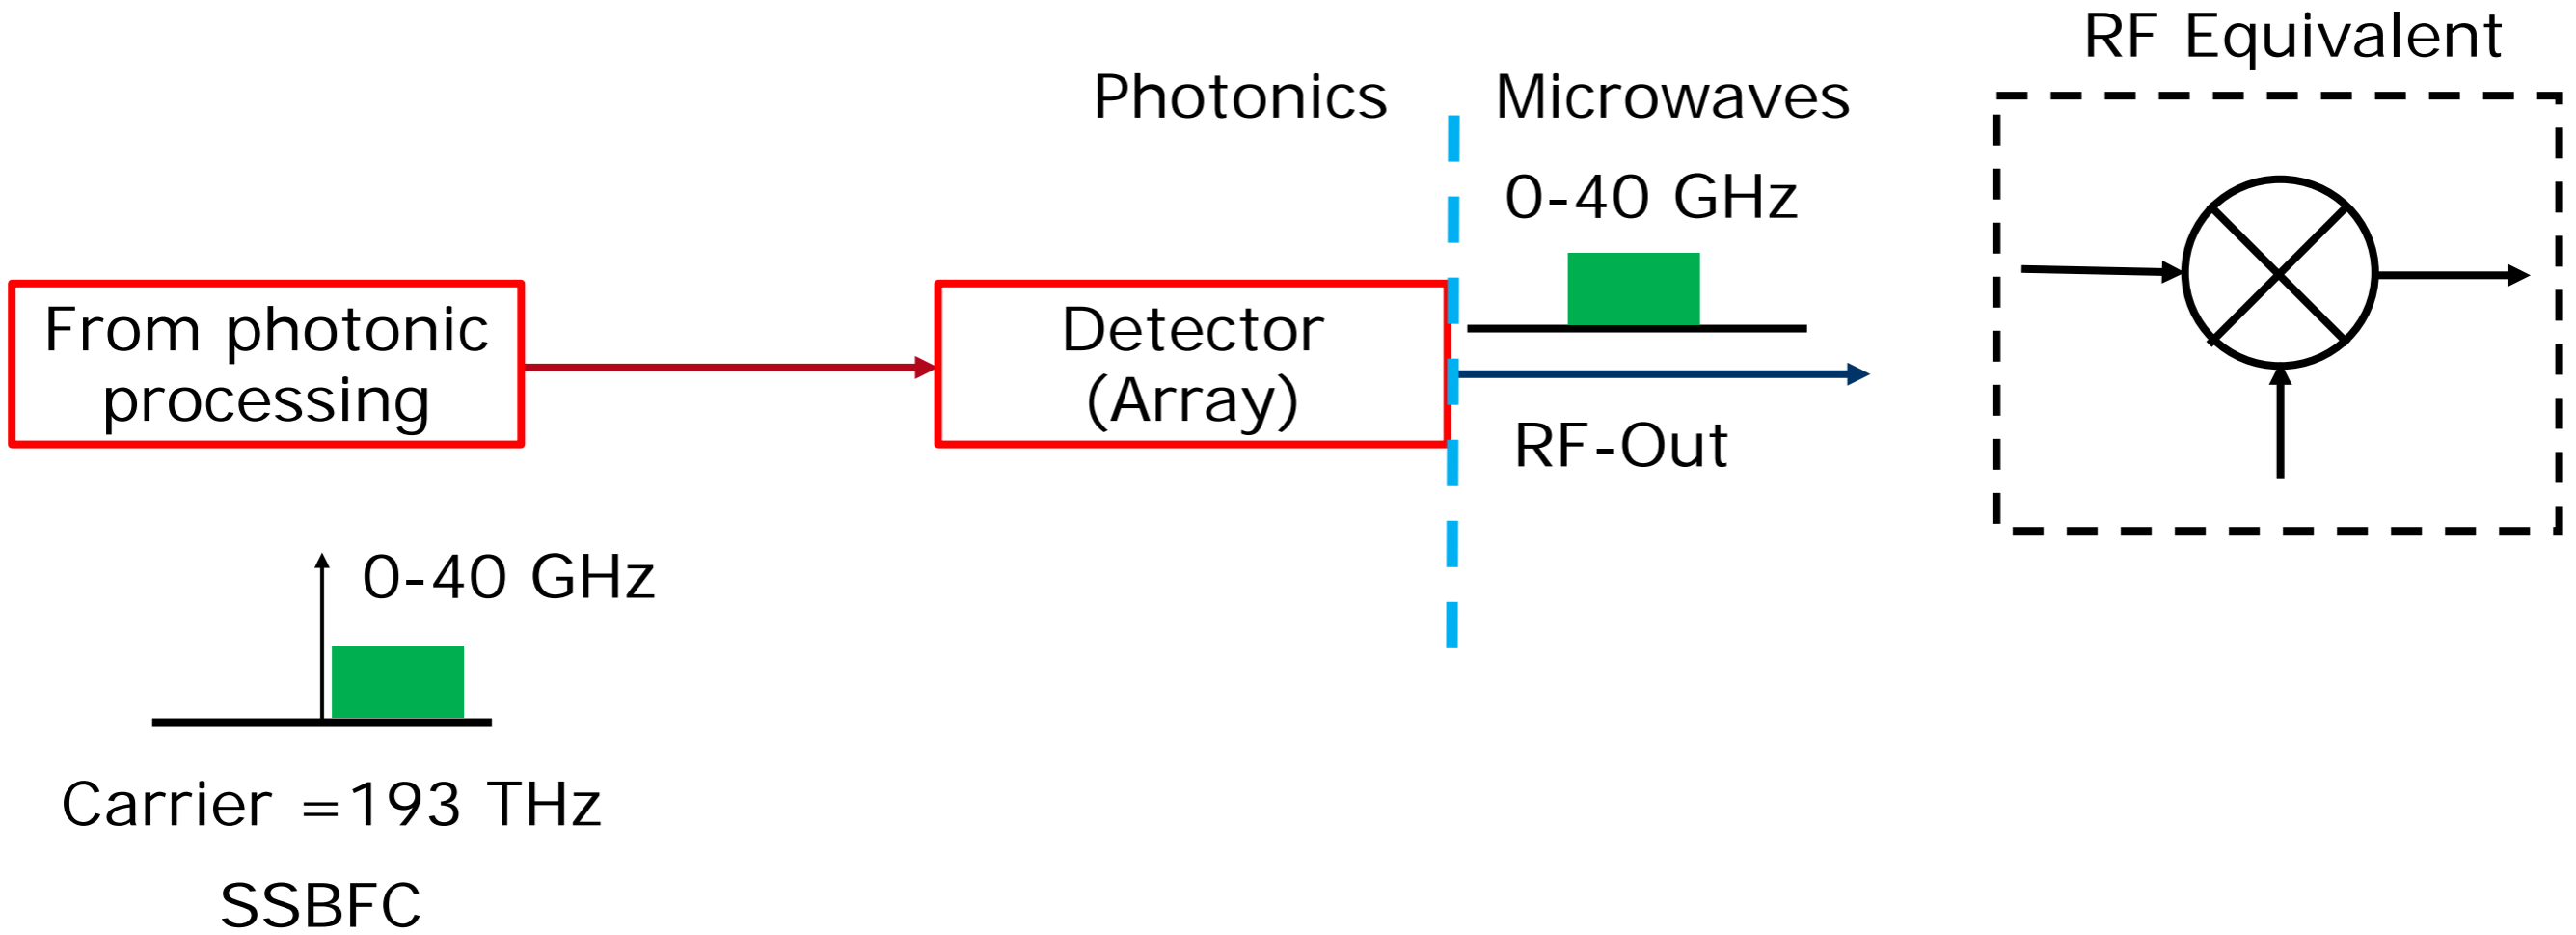 RF Equivalent
Photonics
Microwaves
0-40 GHz
From photonic
processing
Detector
(Array)
RF-Out
0-40 GHz
Carrier =193 THz
SSBFC